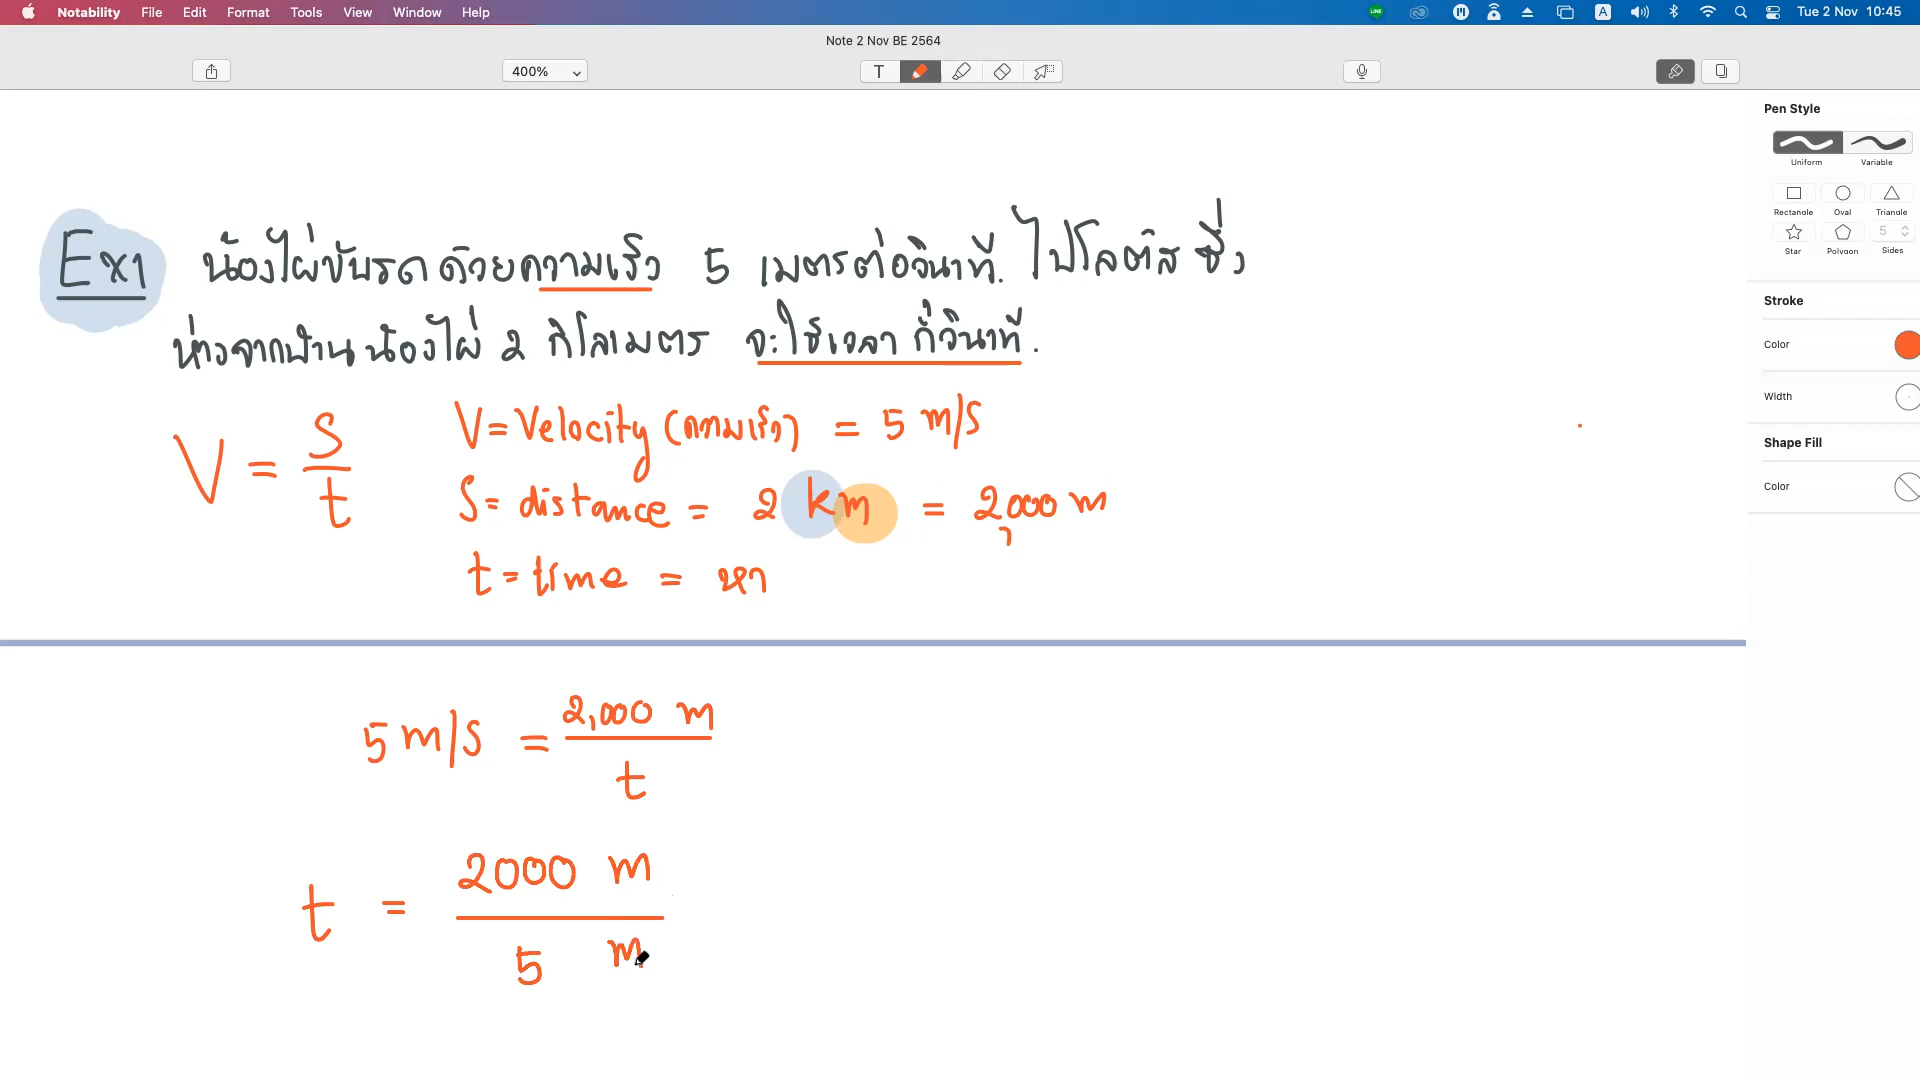 Notability File Edit Format Tools View Window Help
LINE A Tue 2 Nov 10:45
Note 2 Nov BE 2564
400% T
Pen Style
Uniform Variable
Rectangle Oval Triangle
5
Star Polygon Sides
Stroke
Color
Width
Shape Fill
Color
Ex1 น้องไผ่ขับรถด้วยความเร็ว 5 เมตรต่อวินาที ไปโลตัส ซึ่ง
ห่างจากบ้านน้องไผ่ 2 กิโลเมตร จะใช้เวลา กี่วินาที.
V = S/t
V = Velocity (ความเร็ว) = 5 m/s
S = distance = 2 km = 2,000 m
t = time = หา
5 m/s = 2,000 m / t
t = 2000 m / 5 m